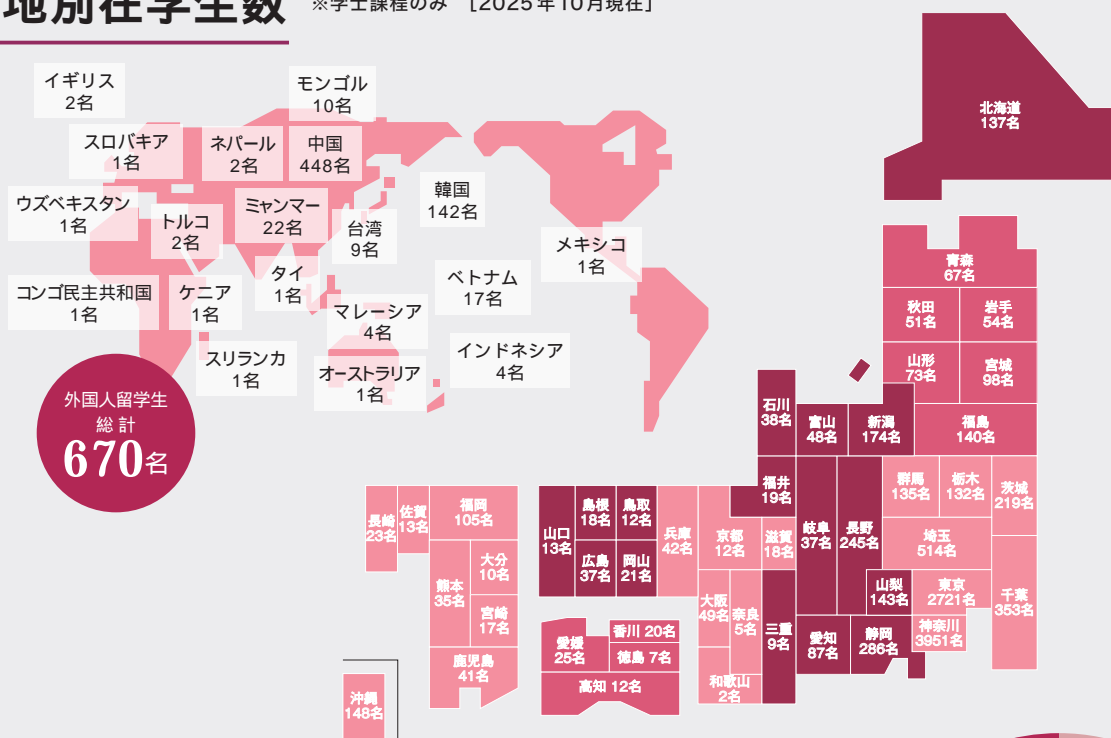 地別在学生数 ※学士課程のみ [2025年10月現在]
イギリス
2名
モンゴル
10名
スロバキア
1名
ネパール
2名
中国
448名
韓国
142名
ウズベキスタン
1名
トルコ
2名
ミャンマー
22名
台湾
9名
メキシコ
1名
コンゴ民主共和国
1名
ケニア
1名
タイ
1名
ベトナム
17名
マレーシア
4名
スリランカ
1名
オーストラリア
1名
インドネシア
4名
外国人留学生
総計
670名
北海道
137名
青森
67名
秋田
51名
岩手
54名
山形
73名
宮城
98名
福島
140名
石川
38名
富山
48名
新潟
174名
福井
19名
岐阜
37名
長野
245名
群馬
135名
栃木
132名
茨城
219名
埼玉
514名
山梨
143名
東京
2721名
千葉
353名
神奈川
3951名
愛知
87名
静岡
286名
三重
9名
滋賀
18名
京都
12名
大阪
49名
奈良
5名
和歌山
2名
兵庫
42名
鳥取
12名
島根
18名
岡山
21名
広島
37名
山口
13名
香川 20名
徳島 7名
愛媛
25名
高知 12名
福岡
105名
佐賀
13名
長崎
23名
大分
10名
熊本
35名
宮崎
17名
鹿児島
41名
沖縄
148名